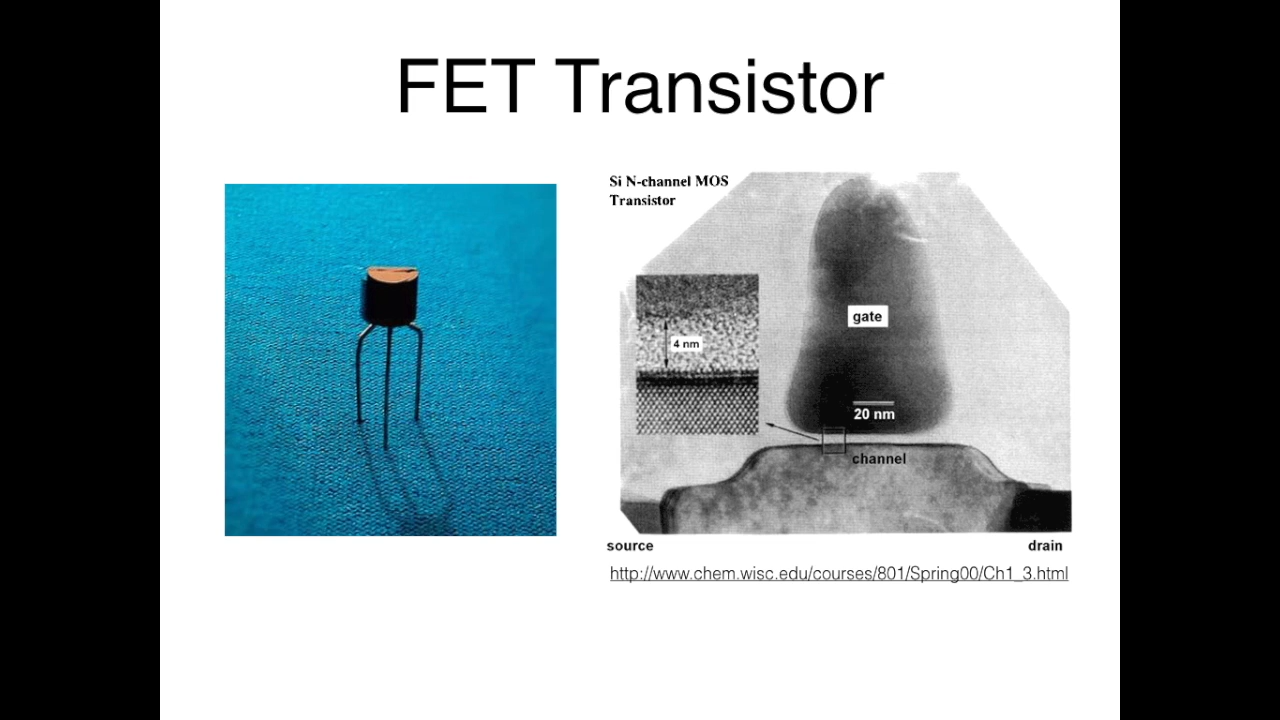 FET Transistor
Si N-channel MOS
Transistor
gate
4 nm
20 nm
channel
source
drain
http://www.chem.wisc.edu/courses/801/Spring00/Ch1_3.html